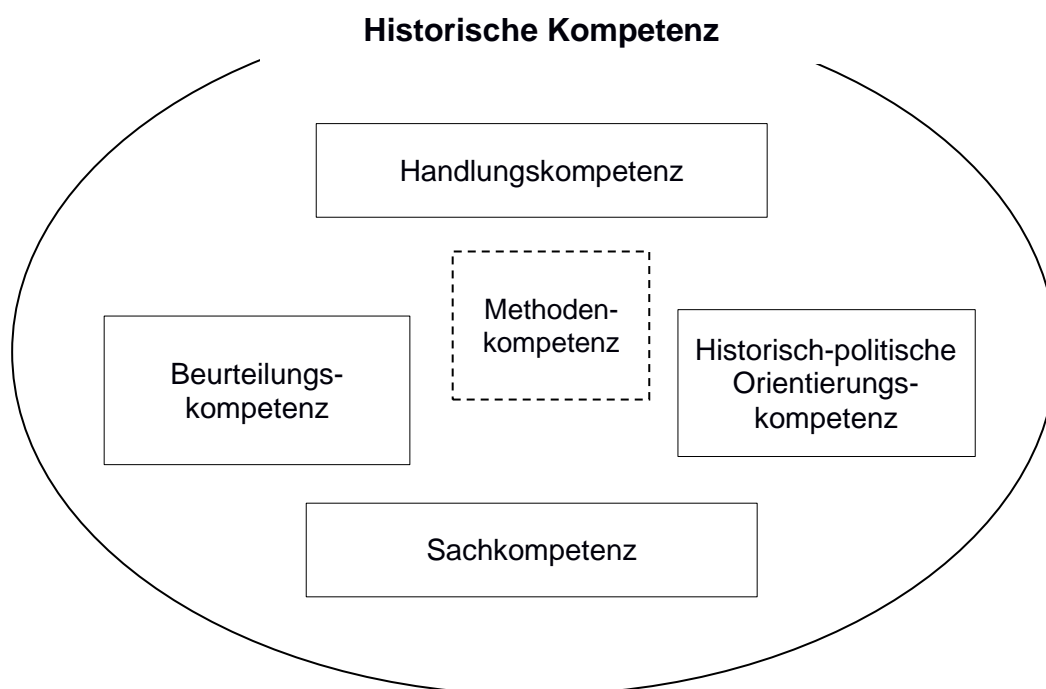 Historische Kompetenz
Handlungskompetenz
Methoden-
kompetenz
Beurteilungs-
kompetenz
Historisch-politische
Orientierungs-
kompetenz
Sachkompetenz